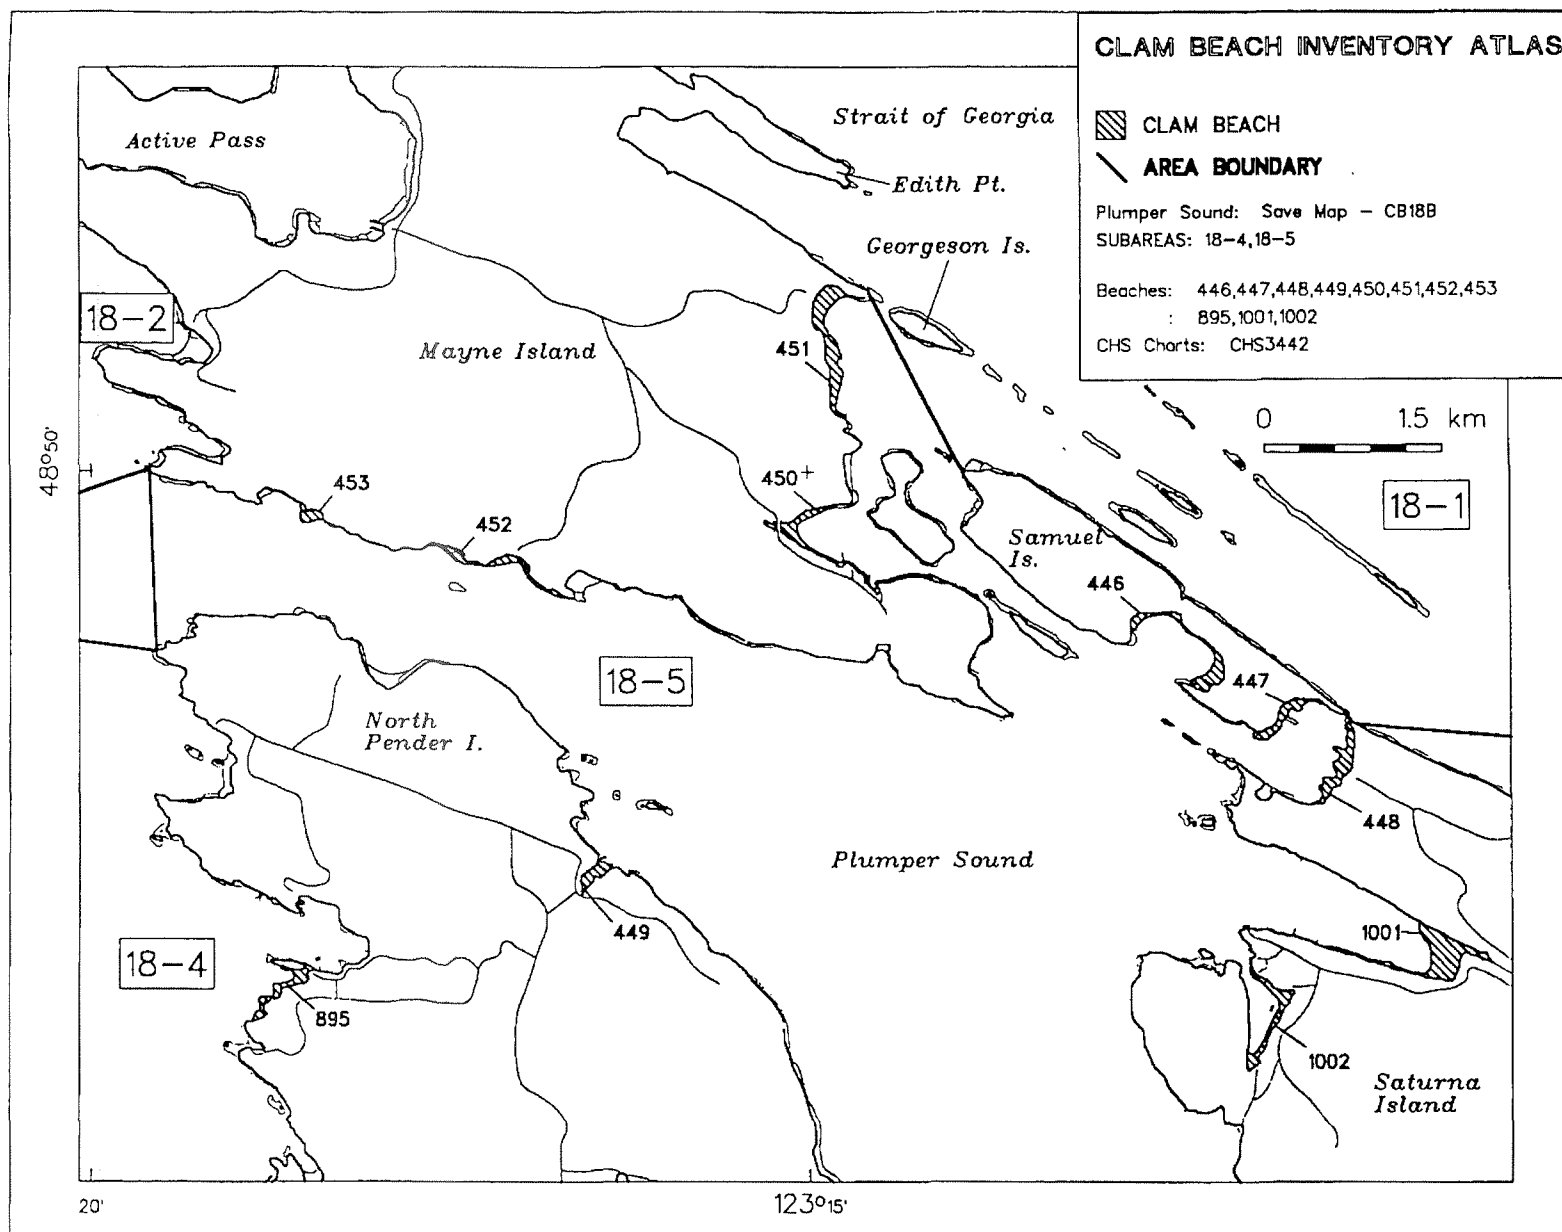 CLAM BEACH INVENTORY ATLAS
CLAM BEACH
AREA BOUNDARY
Plumper Sound: Save Map - CB18B
SUBAREAS: 18-4,18-5
Beaches: 446,447,448,449,450,451,452,453
: 895,1001,1002
CHS Charts: CHS3442
0 1.5 km
Strait of Georgia
Active Pass
Edith Pt.
Georgeson Is.
18-2
Mayne Island
451
48°50'
453
450+
18-1
452
Samuel
Is.
446
18-5
447
North
Pender I.
448
Plumper Sound
449
1001
18-4
895
1002
Saturna
Island
20'
123°15'